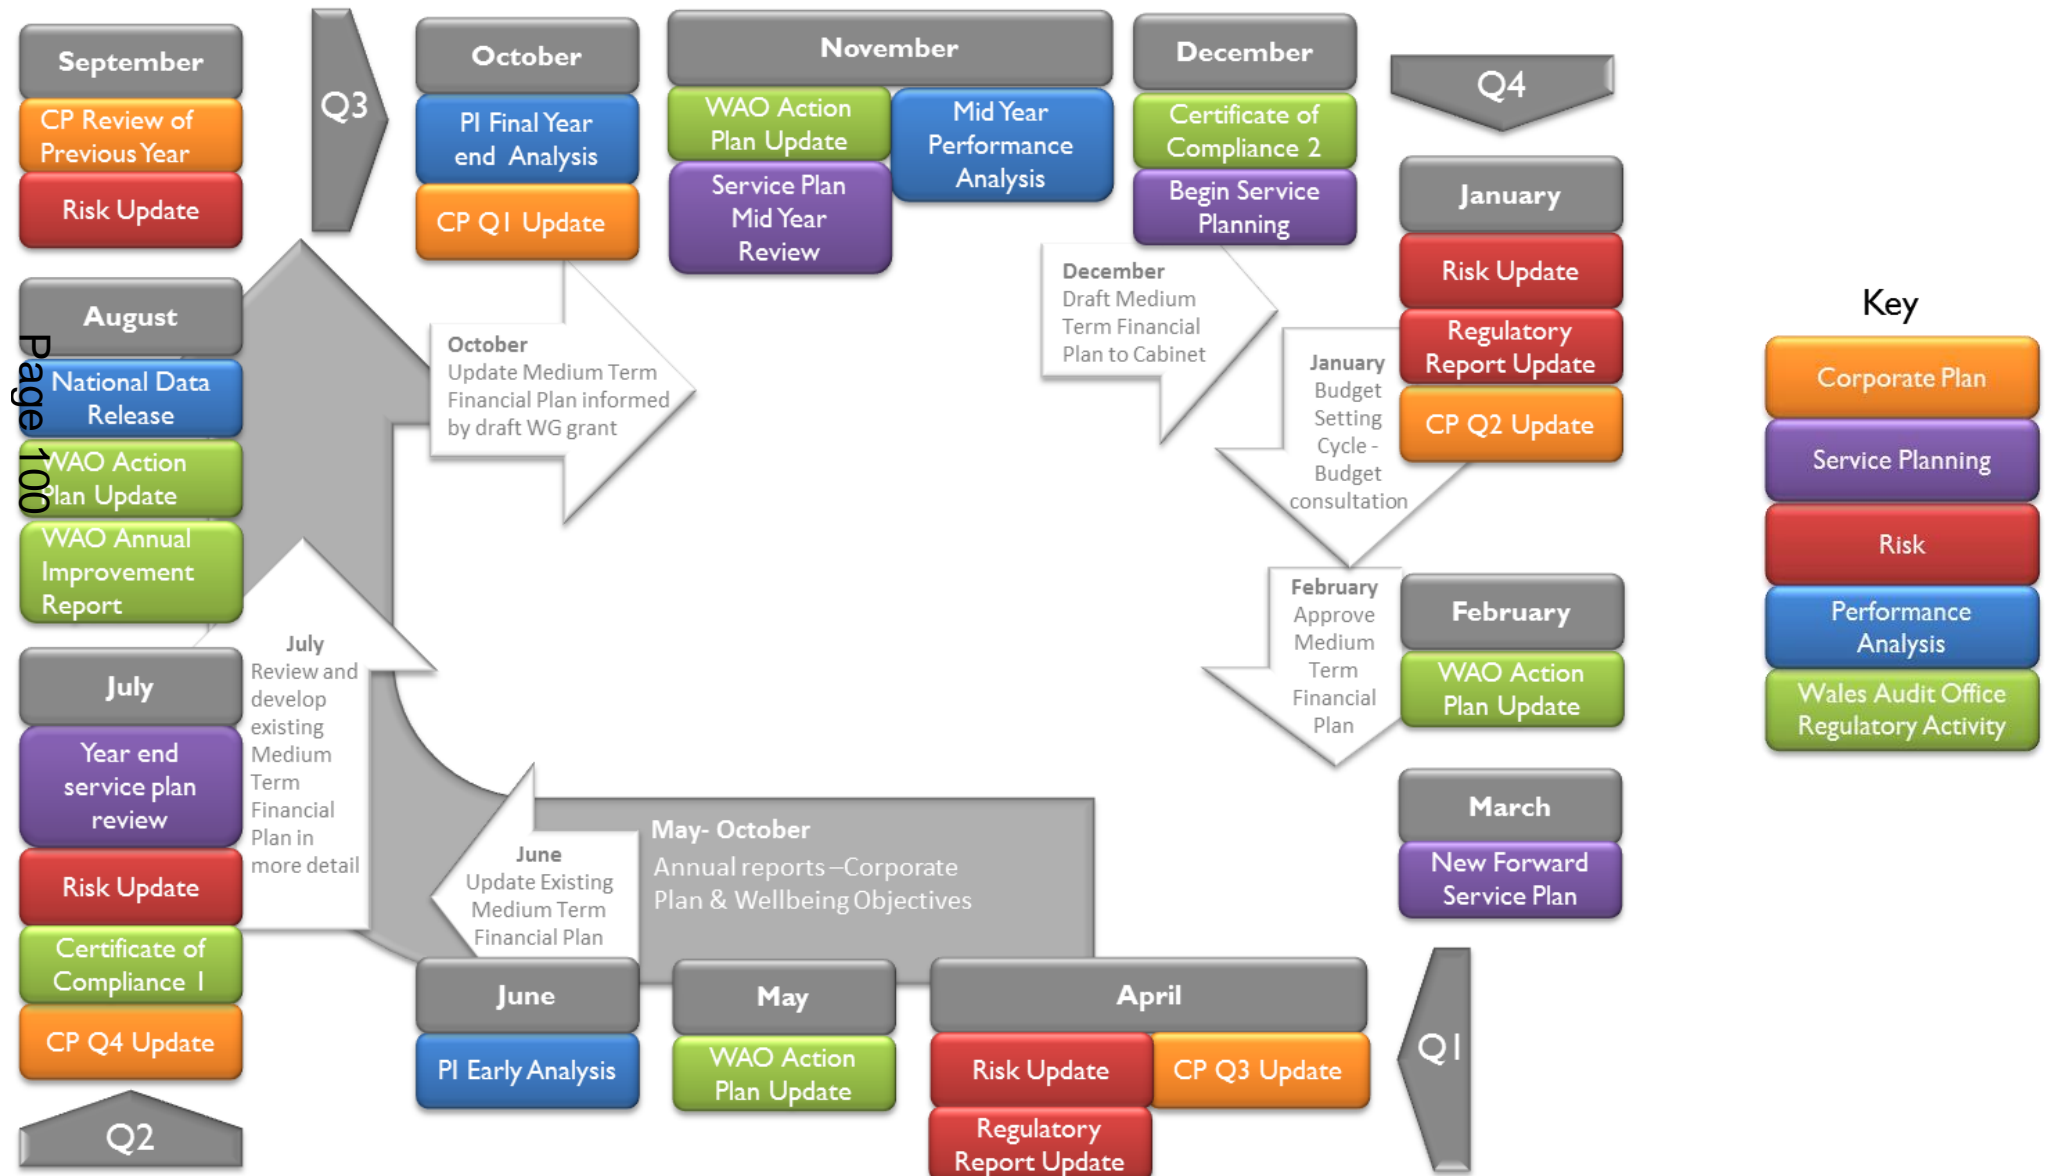 September
CP Review of
Previous Year
Risk Update
Q3
October
PI Final Year
end Analysis
CP Q1 Update
November
WAO Action
Plan Update
Service Plan
Mid Year
Review
Mid Year
Performance
Analysis
December
Certificate of
Compliance 2
Begin Service
Planning
Q4
January
Risk Update
Regulatory
Report Update
CP Q2 Update
August
National Data
Release
WAO Action
Plan Update
WAO Annual
Improvement
Report
Page 100
October
Update Medium Term
Financial Plan informed
by draft WG grant
December
Draft Medium
Term Financial
Plan to Cabinet
January
Budget
Setting
Cycle -
Budget
consultation
Key
Corporate Plan
Service Planning
Risk
Performance
Analysis
Wales Audit Office
Regulatory Activity
February
Approve
Medium
Term
Financial
Plan
February
WAO Action
Plan Update
July
Year end
service plan
review
Risk Update
Certificate of
Compliance 1
CP Q4 Update
July
Review and
develop
existing
Medium
Term
Financial
Plan in
more detail
June
Update Existing
Medium Term
Financial Plan
May- October
Annual reports –Corporate
Plan & Wellbeing Objectives
March
New Forward
Service Plan
June
PI Early Analysis
May
WAO Action
Plan Update
April
Risk Update
CP Q3 Update
Regulatory
Report Update
Q1
Q2